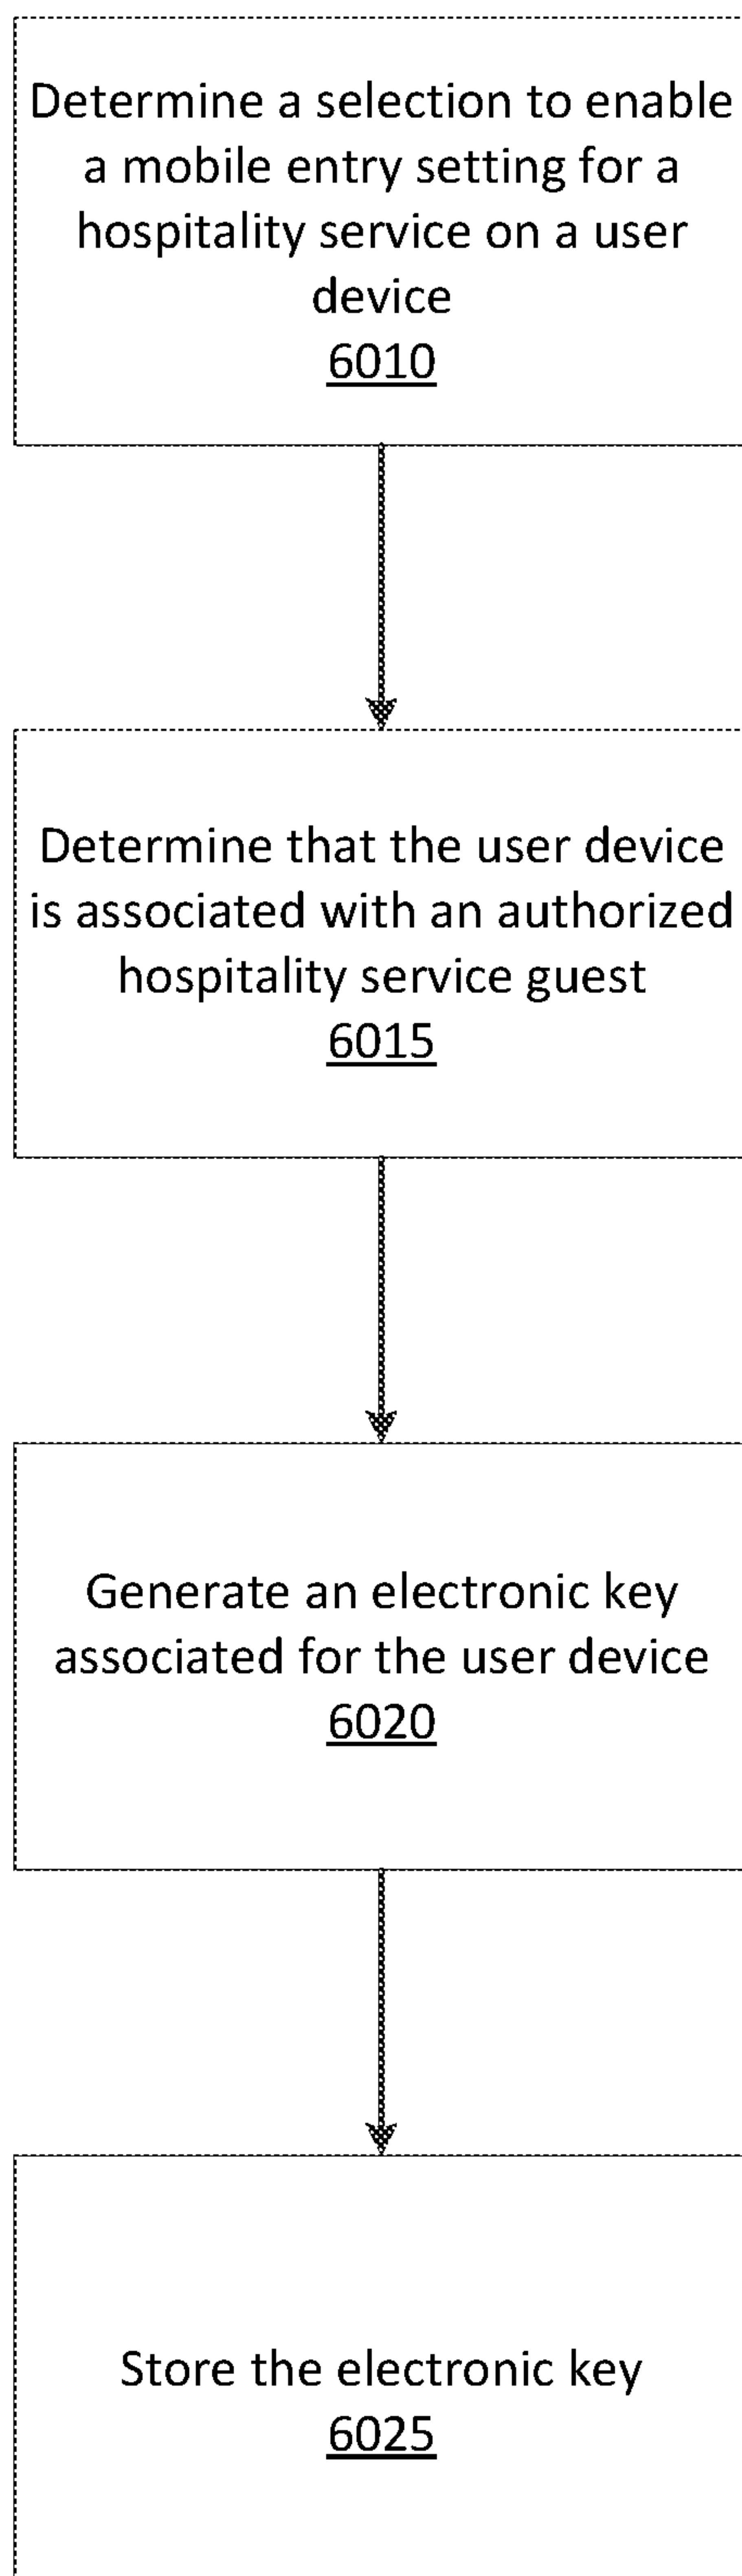 Determine a selection to enable
a mobile entry setting for a
hospitality service on a user
device
6010
Determine that the user device
is associated with an authorized
hospitality service guest
6015
Generate an electronic key
associated for the user device
6020
Store the electronic key
6025